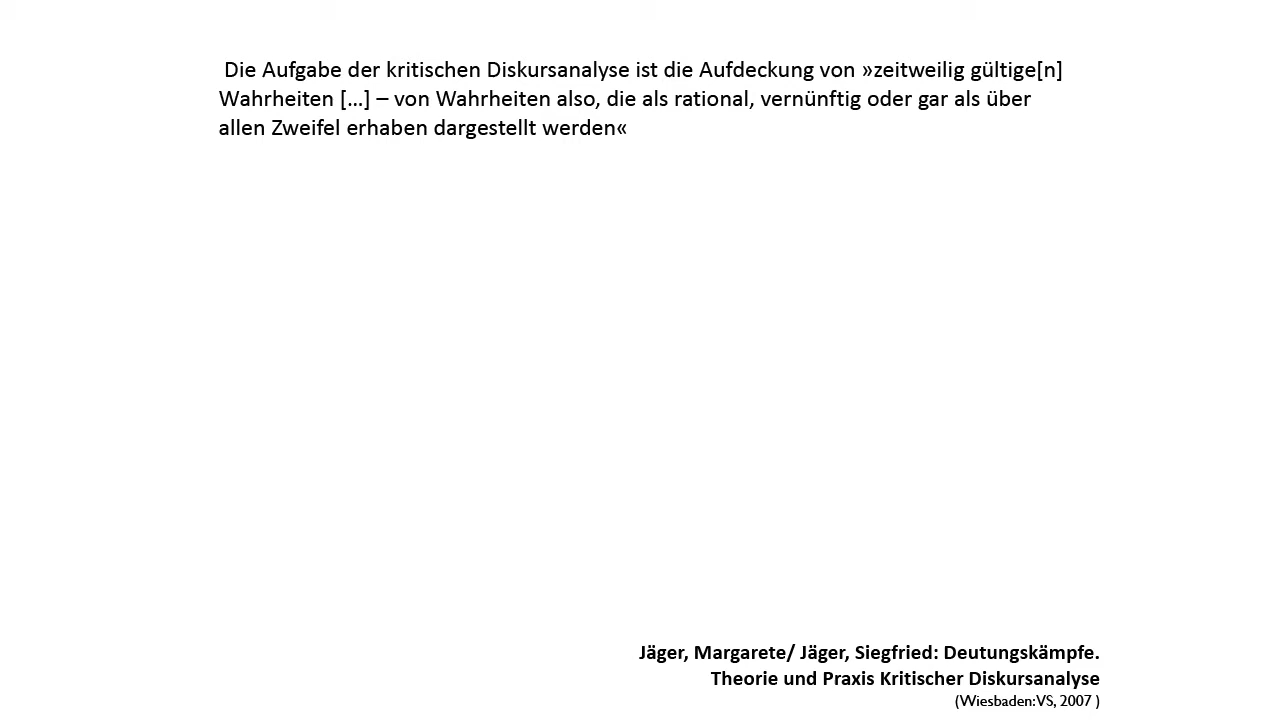 Die Aufgabe der kritischen Diskursanalyse ist die Aufdeckung von »zeitweilig gültige[n]
Wahrheiten […] – von Wahrheiten also, die als rational, vernünftig oder gar als über
allen Zweifel erhaben dargestellt werden«
Jäger, Margarete/ Jäger, Siegfried: Deutungskämpfe.
Theorie und Praxis Kritischer Diskursanalyse
(Wiesbaden:VS, 2007 )